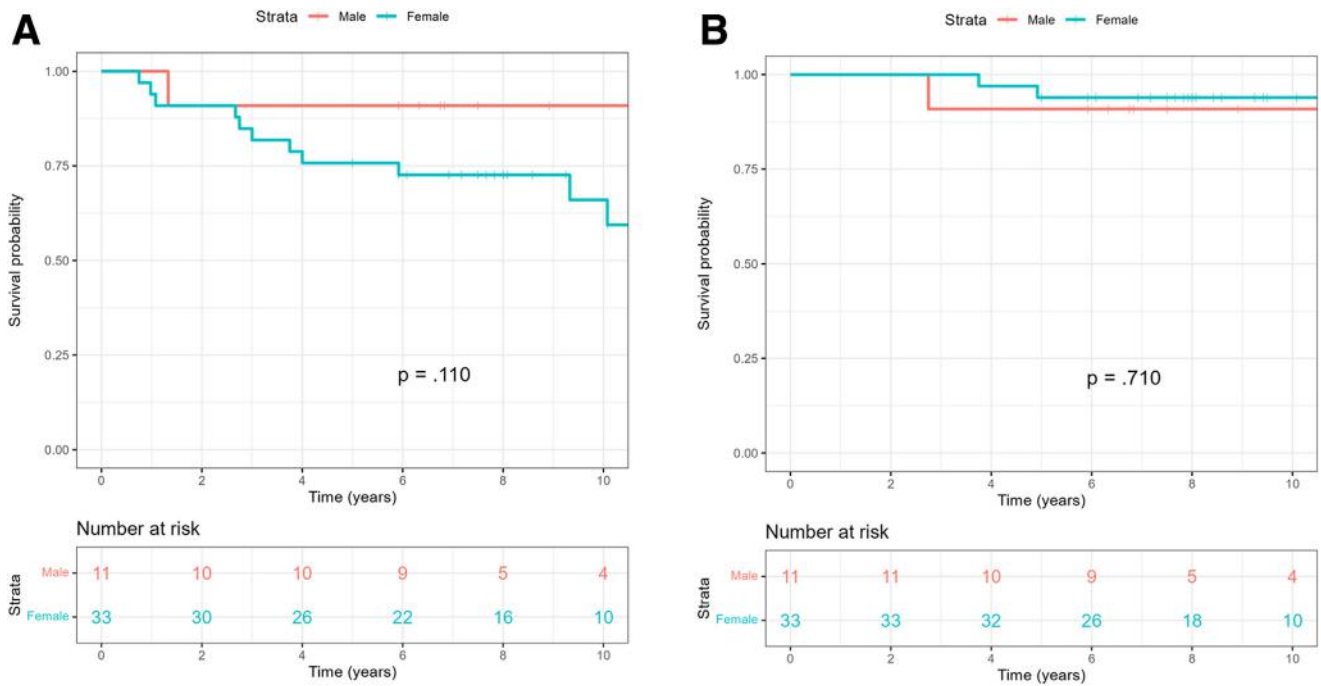 A
Strata Male Female
Survival probability
1.00
0.75
0.50
0.25
0.00
p = .110
0 2 4 6 8 10
Time (years)
Number at risk
Strata
Male 11 10 10 9 5 4
Female 33 30 26 22 16 10
0 2 4 6 8 10
Time (years)
B
Strata Male Female
Survival probability
1.00
0.75
0.50
0.25
0.00
p = .710
0 2 4 6 8 10
Time (years)
Number at risk
Strata
Male 11 11 10 9 5 4
Female 33 33 32 26 18 10
0 2 4 6 8 10
Time (years)